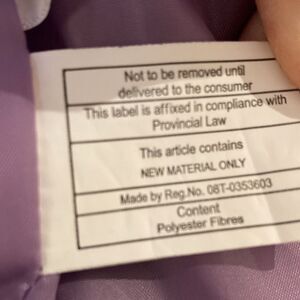 Not to be removed until
delivered to the consumer
This label is affixed in compliance with
Provincial Law
This article contains
NEW MATERIAL ONLY
Made by Reg.No. 08T-0353603
Content
Polyester Fibres